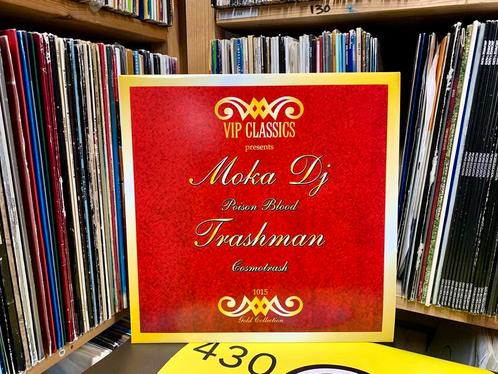 130
VIP CLASSICS
presents
Moka Dj
Poison Blood
Trashman
Cosmotrash
1015
Gold Collection
430